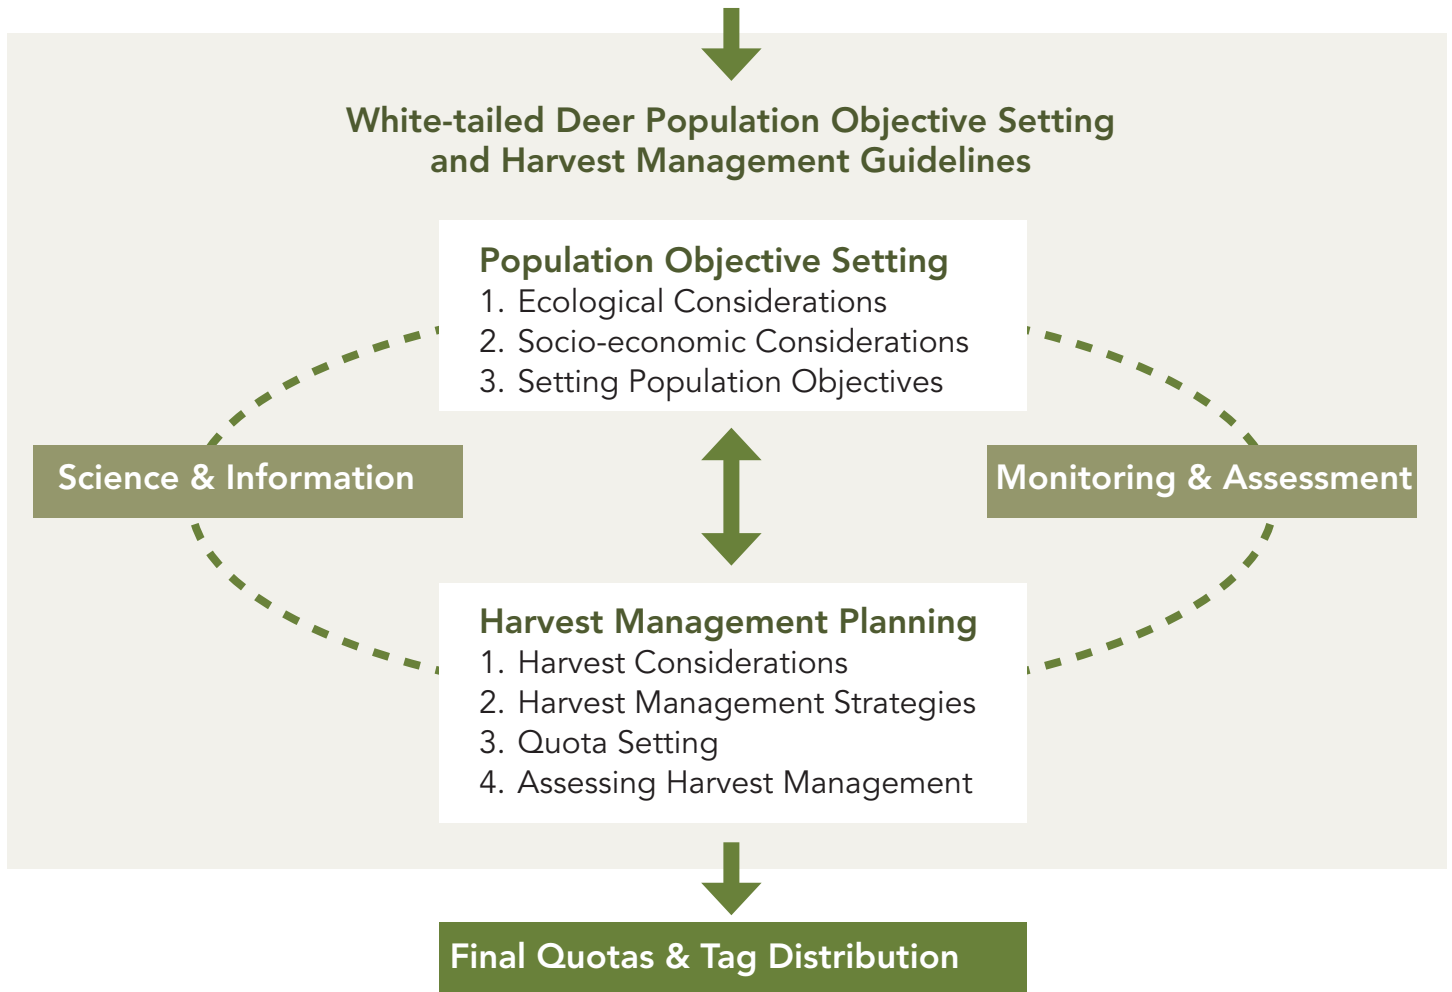 White-tailed Deer Population Objective Setting
and Harvest Management Guidelines
Population Objective Setting
1. Ecological Considerations
2. Socio-economic Considerations
3. Setting Population Objectives
Science & Information
Monitoring & Assessment
Harvest Management Planning
1. Harvest Considerations
2. Harvest Management Strategies
3. Quota Setting
4. Assessing Harvest Management
Final Quotas & Tag Distribution